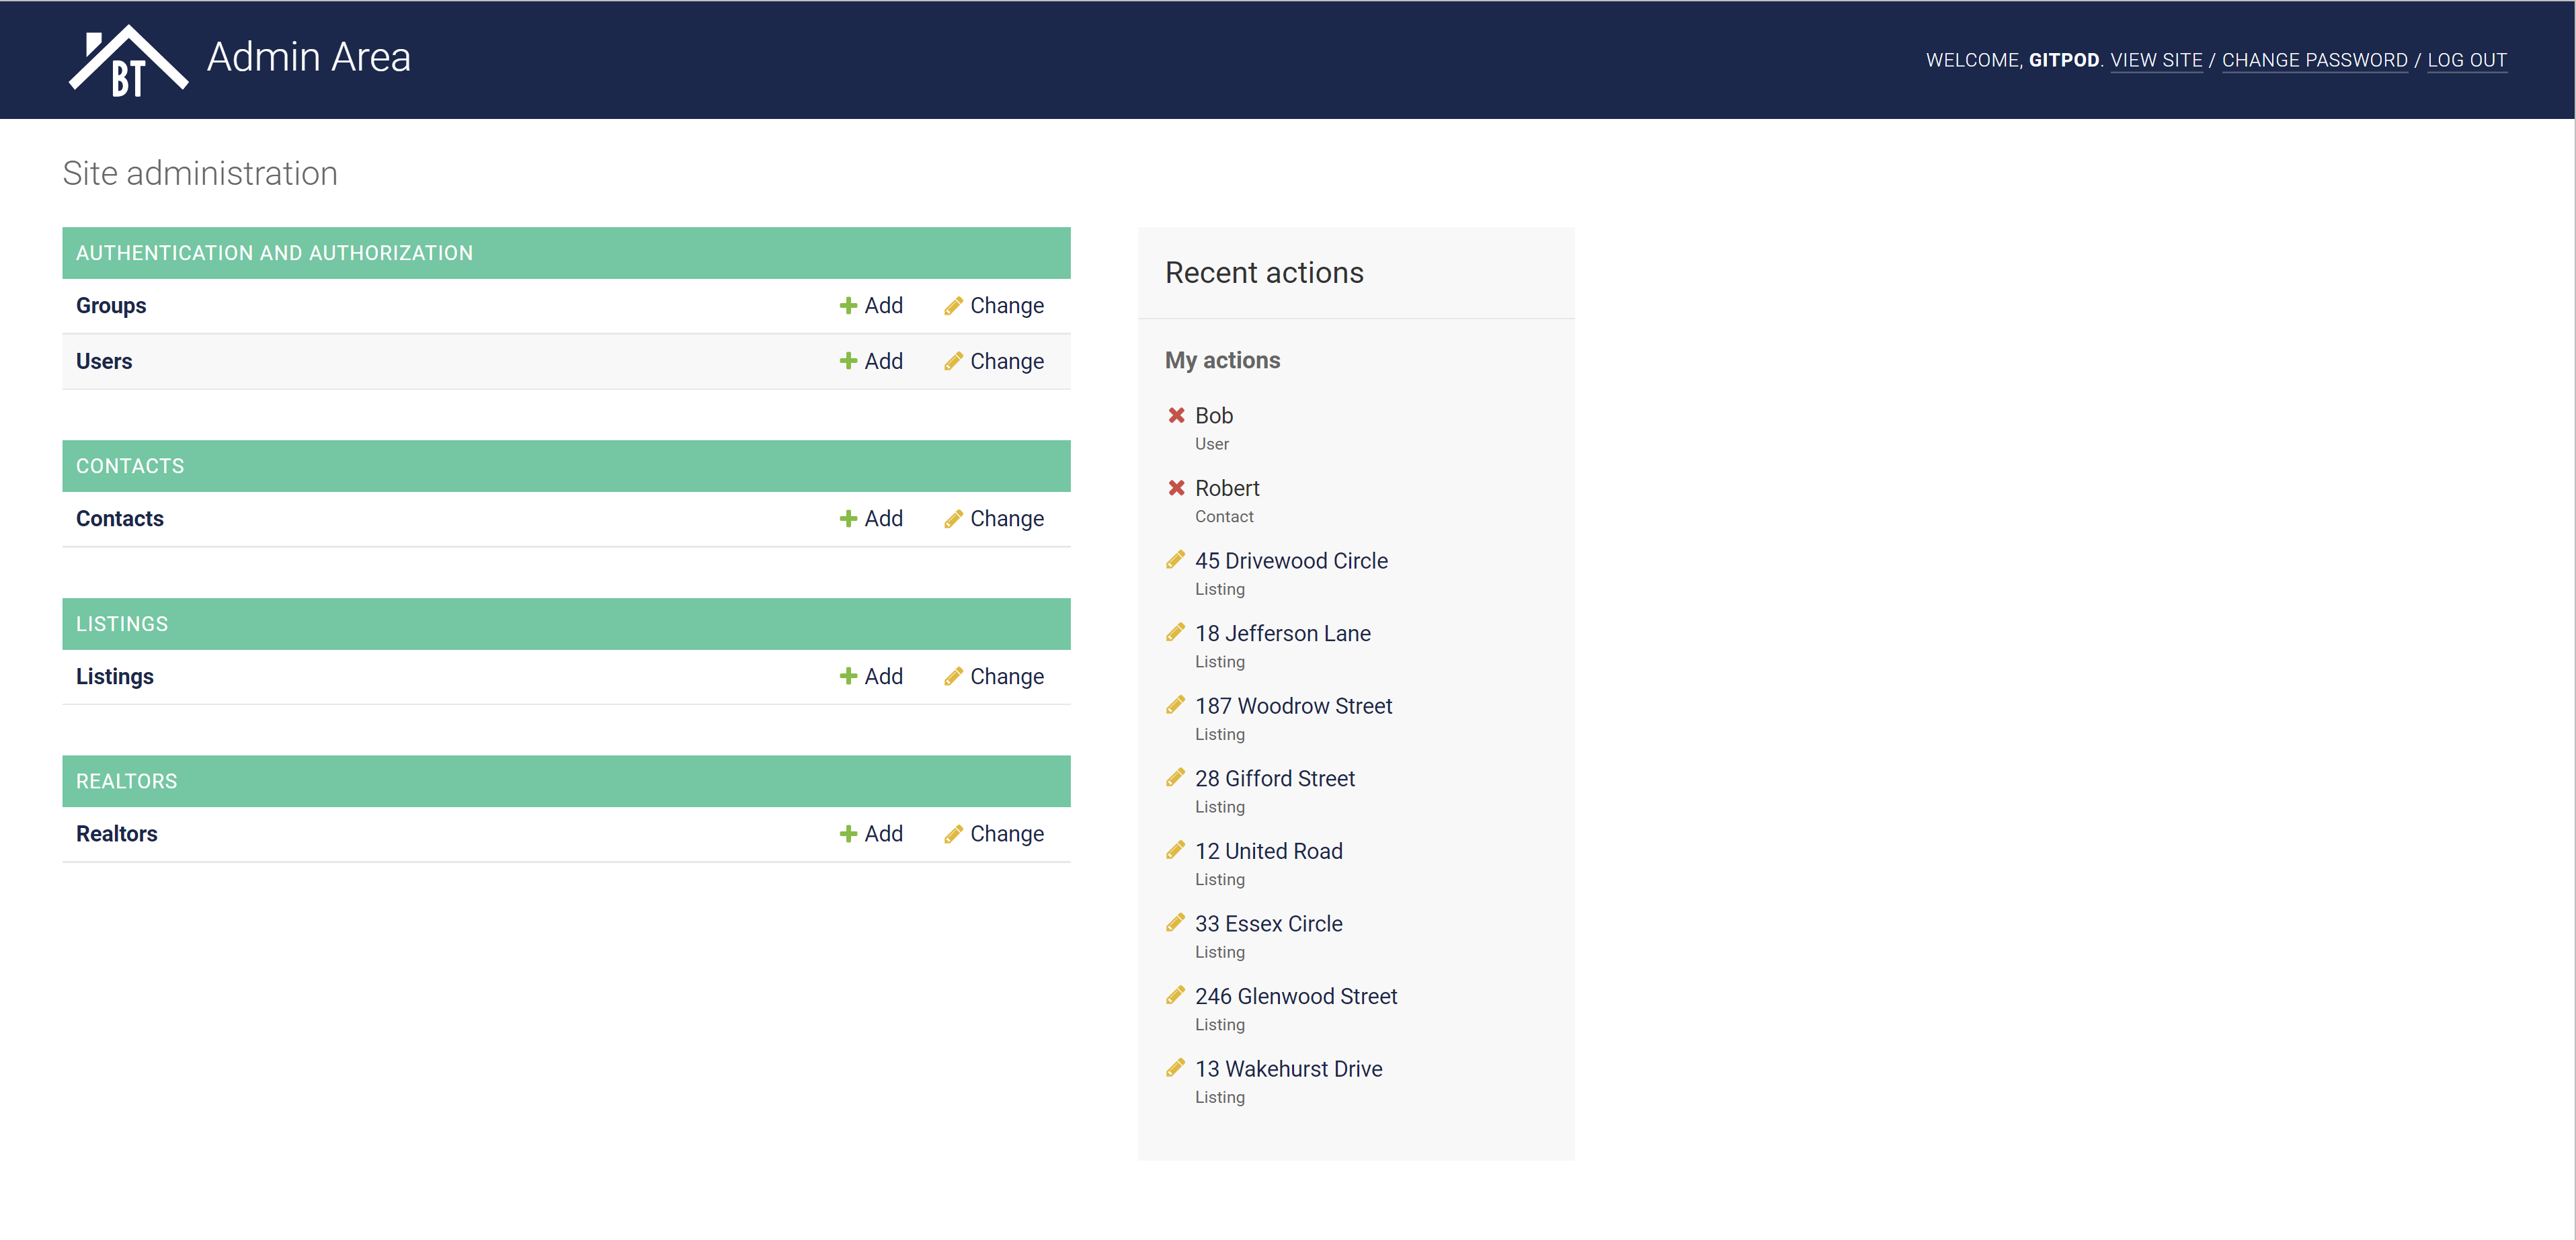 BT
Admin Area
WELCOME, GITPOD. VIEW SITE / CHANGE PASSWORD / LOG OUT
Site administration
AUTHENTICATION AND AUTHORIZATION
Groups Add Change
Users Add Change
CONTACTS
Contacts Add Change
LISTINGS
Listings Add Change
REALTORS
Realtors Add Change
Recent actions
My actions
Bob
User
Robert
Contact
45 Drivewood Circle
Listing
18 Jefferson Lane
Listing
187 Woodrow Street
Listing
28 Gifford Street
Listing
12 United Road
Listing
33 Essex Circle
Listing
246 Glenwood Street
Listing
13 Wakehurst Drive
Listing